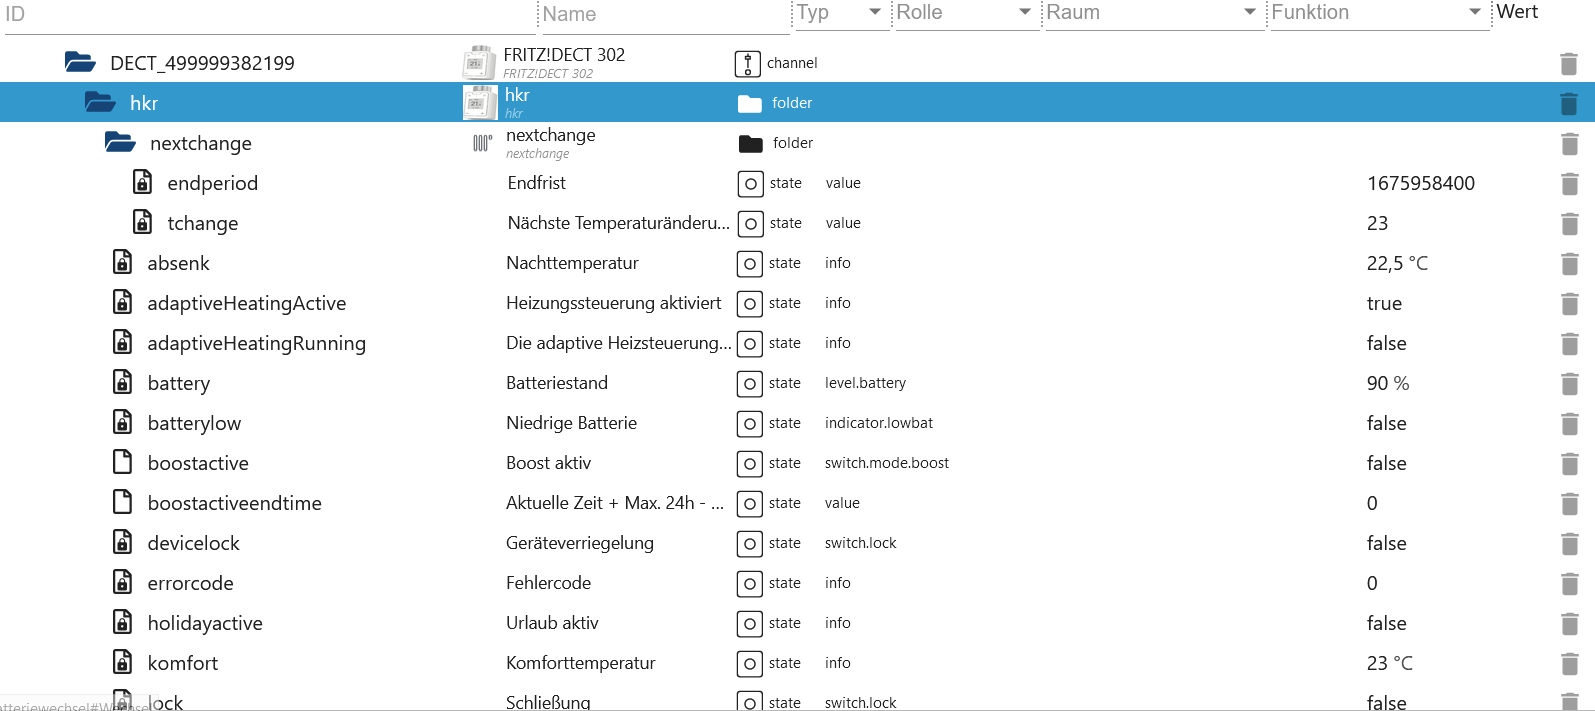 ID Name Typ Rolle Raum Funktion Wert
DECT_499999382199 FRITZ!DECT 302 channel
FRITZ!DECT 302
hkr hkr folder
hkr
nextchange nextchange folder
nextchange
endperiod Endfrist state value 1675958400
tchange Nächste Temperaturänderu... state value 23
absenk Nachttemperatur state info 22,5 °C
adaptiveHeatingActive Heizungssteuerung aktiviert state info true
adaptiveHeatingRunning Die adaptive Heizsteuerung... state info false
battery Batteriestand state level.battery 90 %
batterylow Niedrige Batterie state indicator.lowbat false
boostactive Boost aktiv state switch.mode.boost false
boostactiveendtime Aktuelle Zeit + Max. 24h - ... state value 0
devicelock Geräteverriegelung state switch.lock false
errorcode Fehlercode state info 0
holidayactive Urlaub aktiv state info false
komfort Komforttemperatur state info 23 °C
lock Schließung state switch.lock false